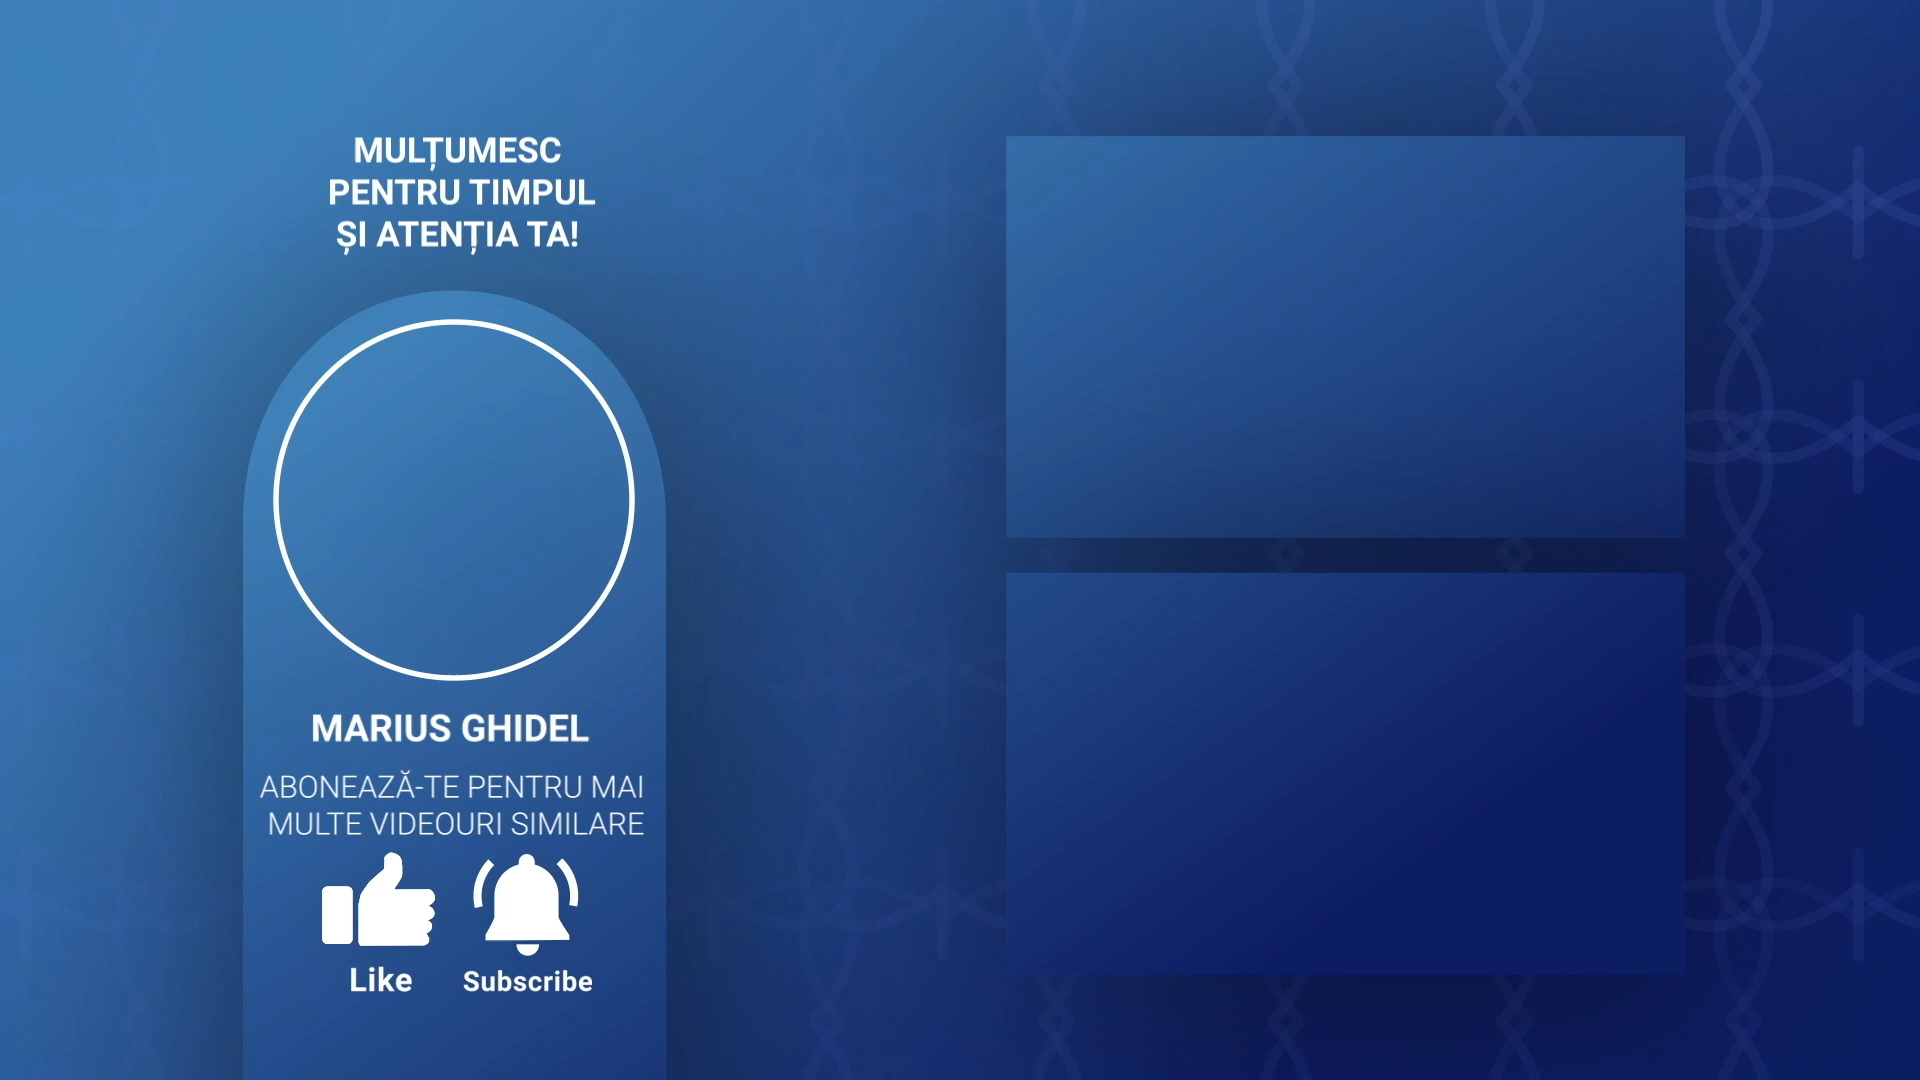 MULȚUMESC
PENTRU TIMPUL
ȘI ATENȚIA TA!
MARIUS GHIDEL
ABONEAZĂ-TE PENTRU MAI
MULTE VIDEOURI SIMILARE
Like
Subscribe